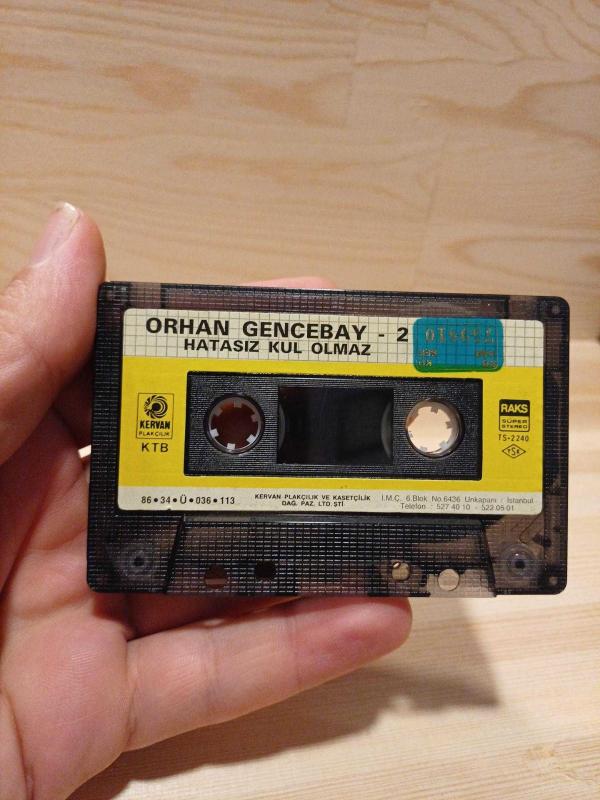 ORHAN GENCEBAY - 2
HATASIZ KUL OLMAZ
KERVAN
PLAKÇILIK
KTB
RAKS
SÜPER
STEREO
TS-2240
TSK
86 • 34 • Ü • 036 • 113
KERVAN PLAKÇILIK VE KASETÇİLİK
DAĞ. PAZ. LTD. ŞTİ
İ.M.Ç. 6.Blok No.6436 Unkapanı - İstanbul
Telefon : 527 40 10 - 522 05 01